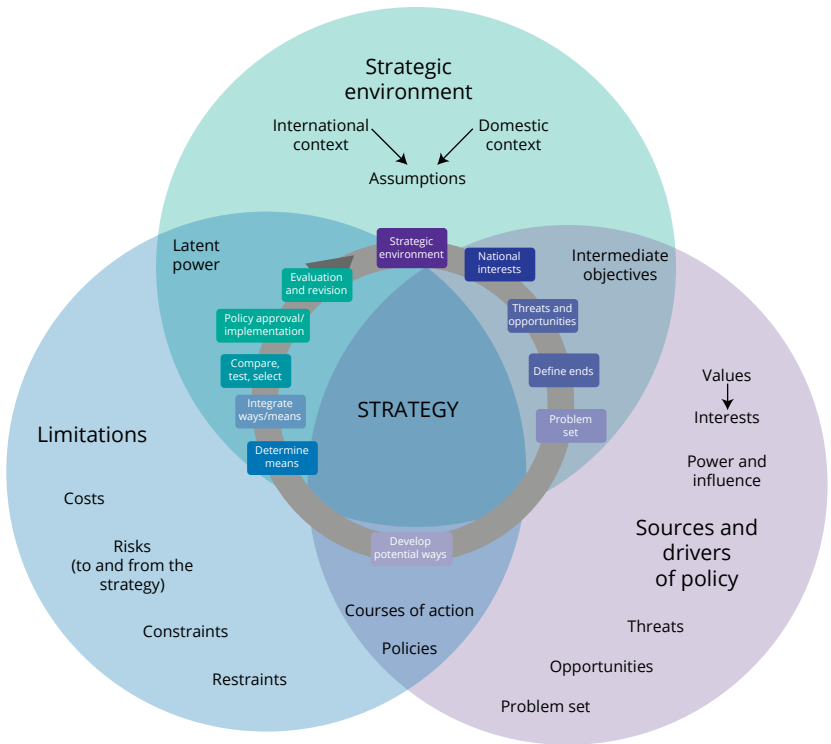 Strategic
environment
International
context
Domestic
context
Assumptions
Latent
power
Intermediate
objectives
Strategic
environment
National
interests
Threats and
opportunities
Define ends
Problem
set
Develop
potential ways
Determine
means
Integrate
ways/means
Compare,
test, select
Policy approval/
implementation
Evaluation
and revision
STRATEGY
Limitations
Costs
Risks
(to and from the
strategy)
Constraints
Restraints
Courses of action
Policies
Values
Interests
Power and
influence
Sources and
drivers
of policy
Threats
Opportunities
Problem set